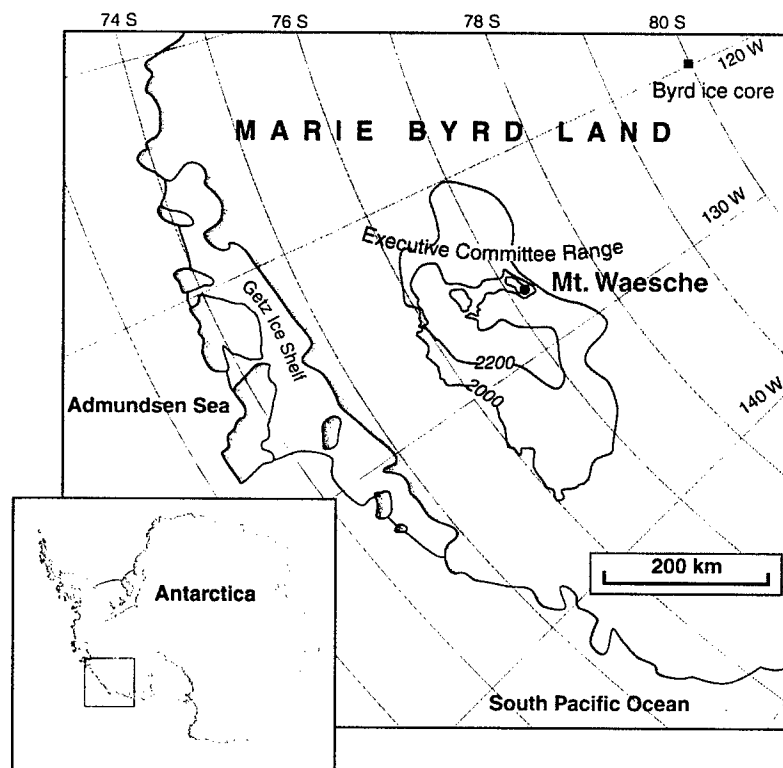 74 S
76 S
78 S
80 S
120 W
Byrd ice core
MARIE BYRD LAND
130 W
Executive Committee Range
Mt. Waesche
Getz Ice Shelf
2200
2000
140 W
Admundsen Sea
200 km
Antarctica
South Pacific Ocean